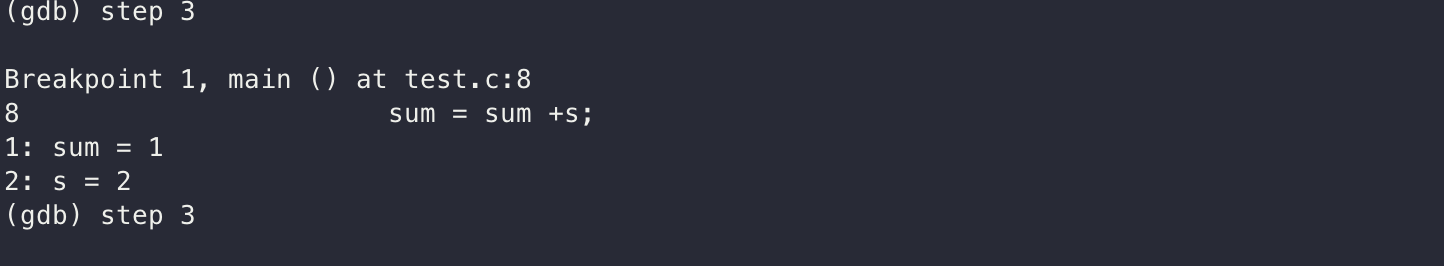 (gdb) step 3
Breakpoint 1, main () at test.c:8
8                       sum = sum +s;
1: sum = 1
2: s = 2
(gdb) step 3